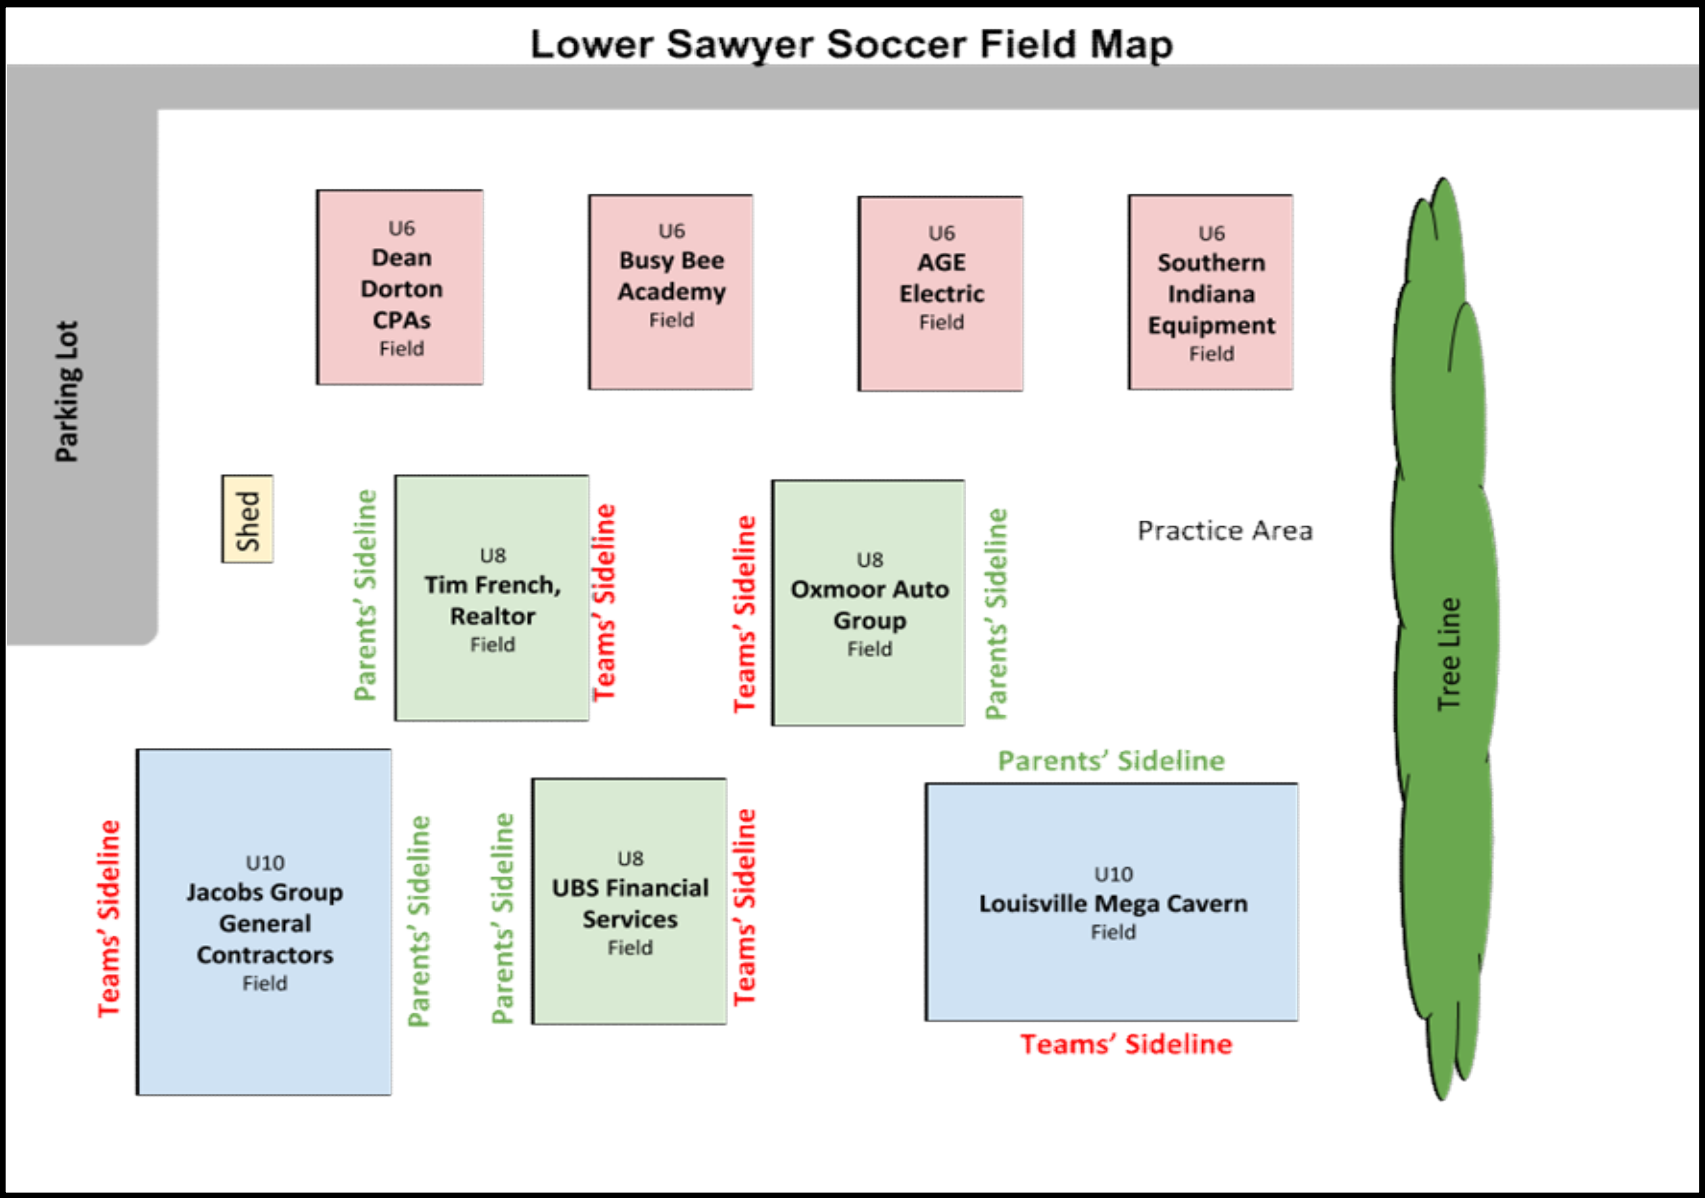 Lower Sawyer Soccer Field Map
Parking Lot
U6
Dean
Dorton
CPAs
Field
U6
Busy Bee
Academy
Field
U6
AGE
Electric
Field
U6
Southern
Indiana
Equipment
Field
Shed
Parents’ Sideline
U8
Tim French,
Realtor
Field
Teams’ Sideline
Teams’ Sideline
U8
Oxmoor Auto
Group
Field
Parents’ Sideline
Practice Area
Tree Line
Teams’ Sideline
U10
Jacobs Group
General
Contractors
Field
Parents’ Sideline
Parents’ Sideline
U8
UBS Financial
Services
Field
Teams’ Sideline
Parents’ Sideline
U10
Louisville Mega Cavern
Field
Teams’ Sideline